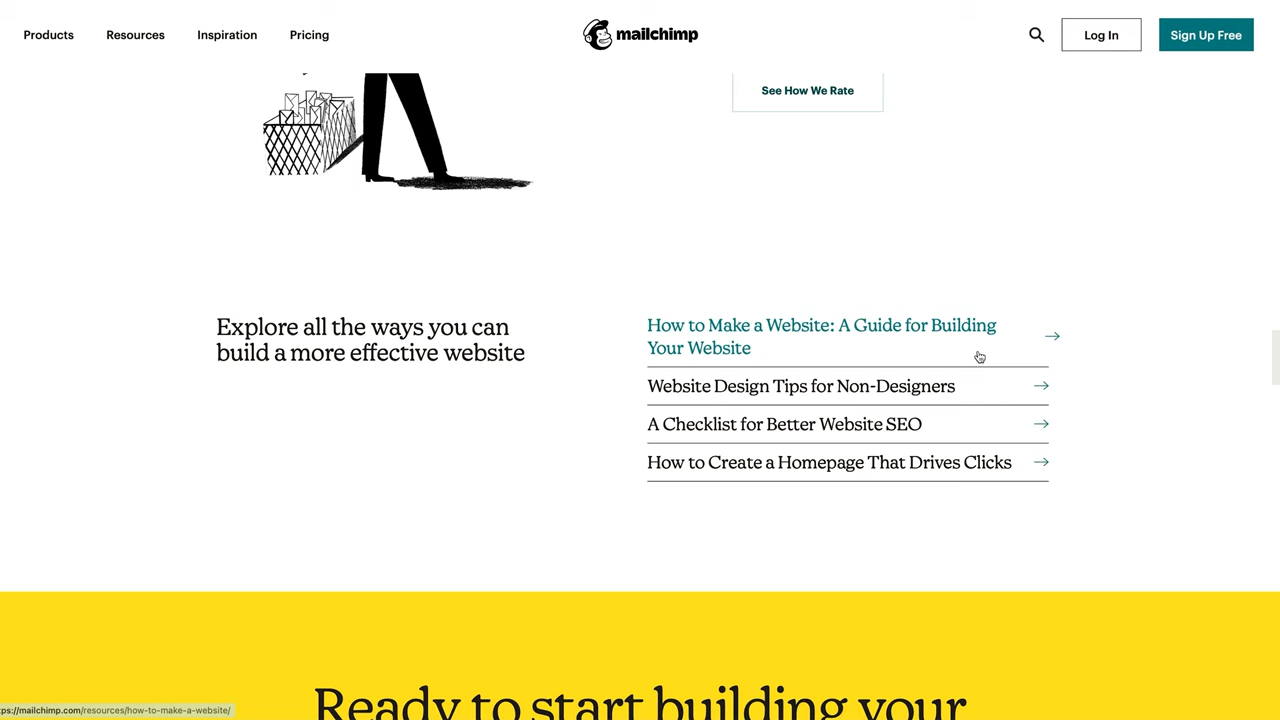 Products Resources Inspiration Pricing mailchimp Log In Sign Up Free
See How We Rate
Explore all the ways you can
build a more effective website
How to Make a Website: A Guide for Building
Your Website
Website Design Tips for Non-Designers
A Checklist for Better Website SEO
How to Create a Homepage That Drives Clicks
Ready to start building your
tps://mailchimp.com/resources/how-to-make-a-website/